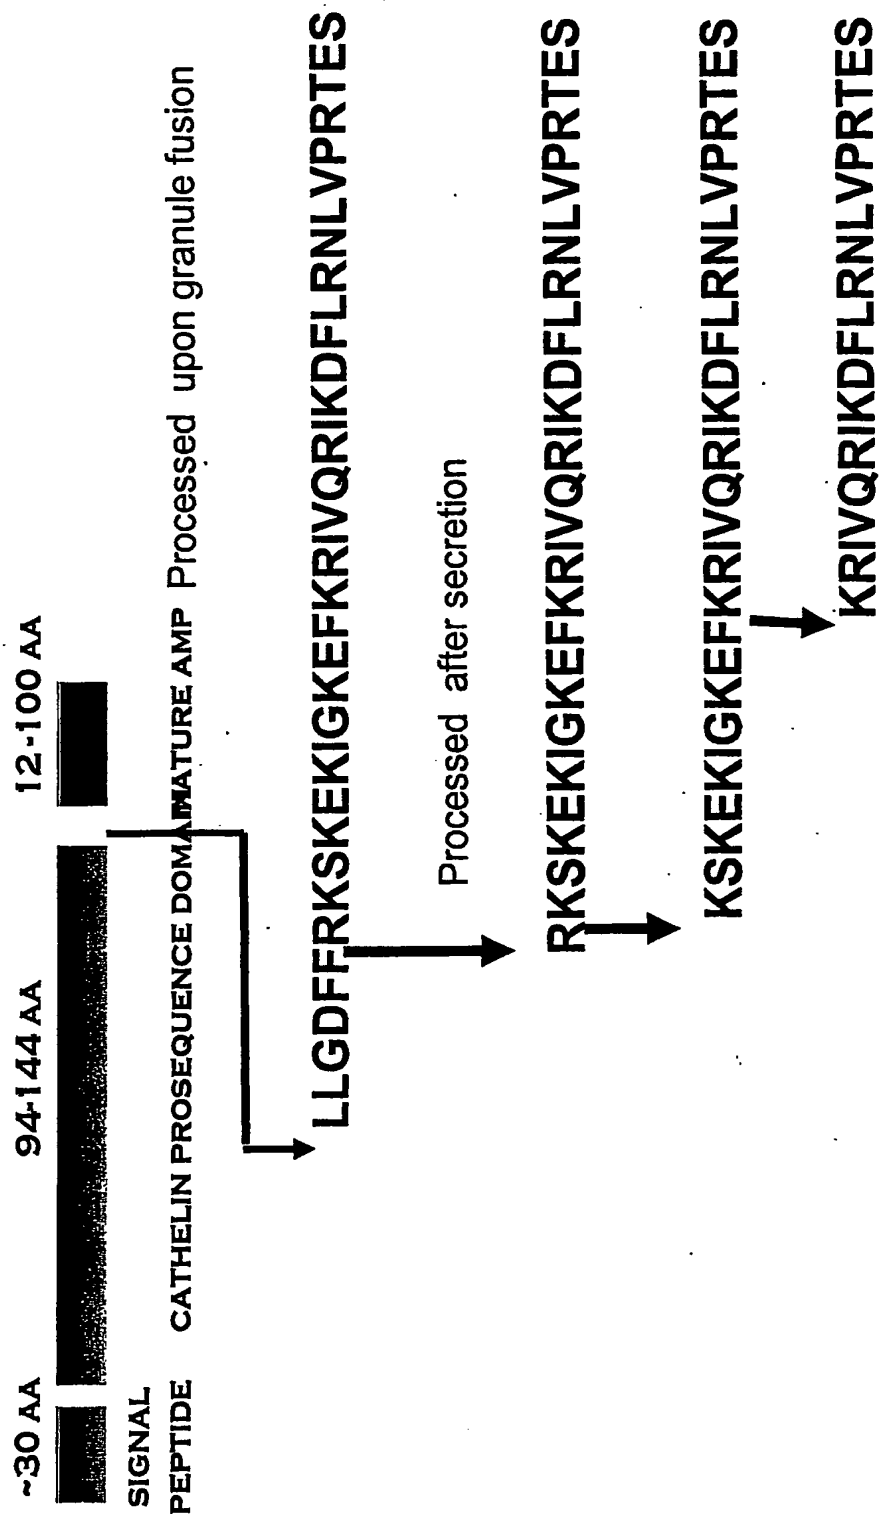 ~30 AA 94-144 AA 12-100 AA
SIGNAL
PEPTIDE CATHELIN PROSEQUENCE DOMAIN MATURE AMP Processed upon granule fusion
LLGDFFRKSKEKIGKEFKRIVQRIKDFLRNLVPRTES
Processed after secretion
RKSKEKIGKEFKRIVQRIKDFLRNLVPRTES
KSKEKIGKEFKRIVQRIKDFLRNLVPRTES
KRIVQRIKDFLRNLVPRTES